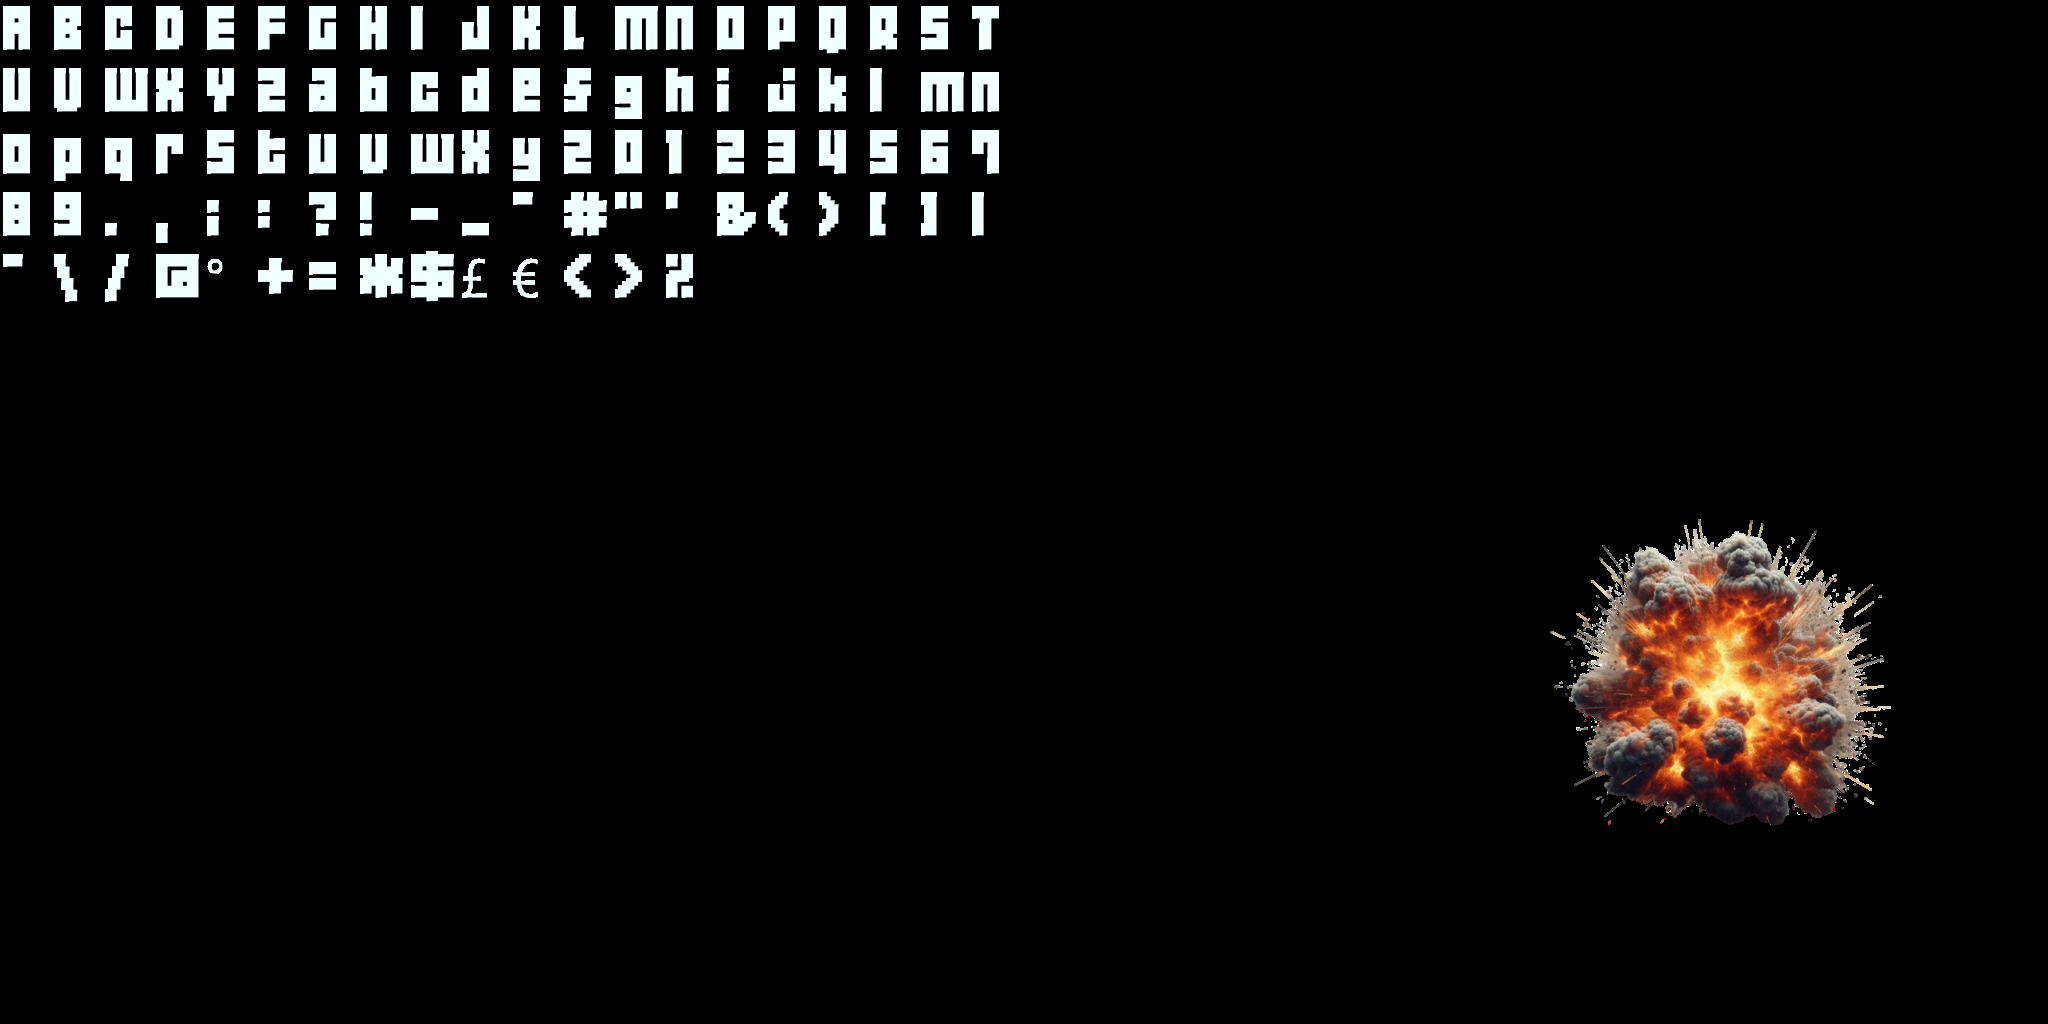 A B C D E F G H I J K L M N O P Q R S T
U V W X Y Z a b c d e f g h i j k l m n
o p q r s t u v w x y z 0 1 2 3 4 5 6 7
8 9 . , ; : ? ! - _ ~ # " ' & ( ) [ ] |
` \ / @ ° + = * $ £ € < > %